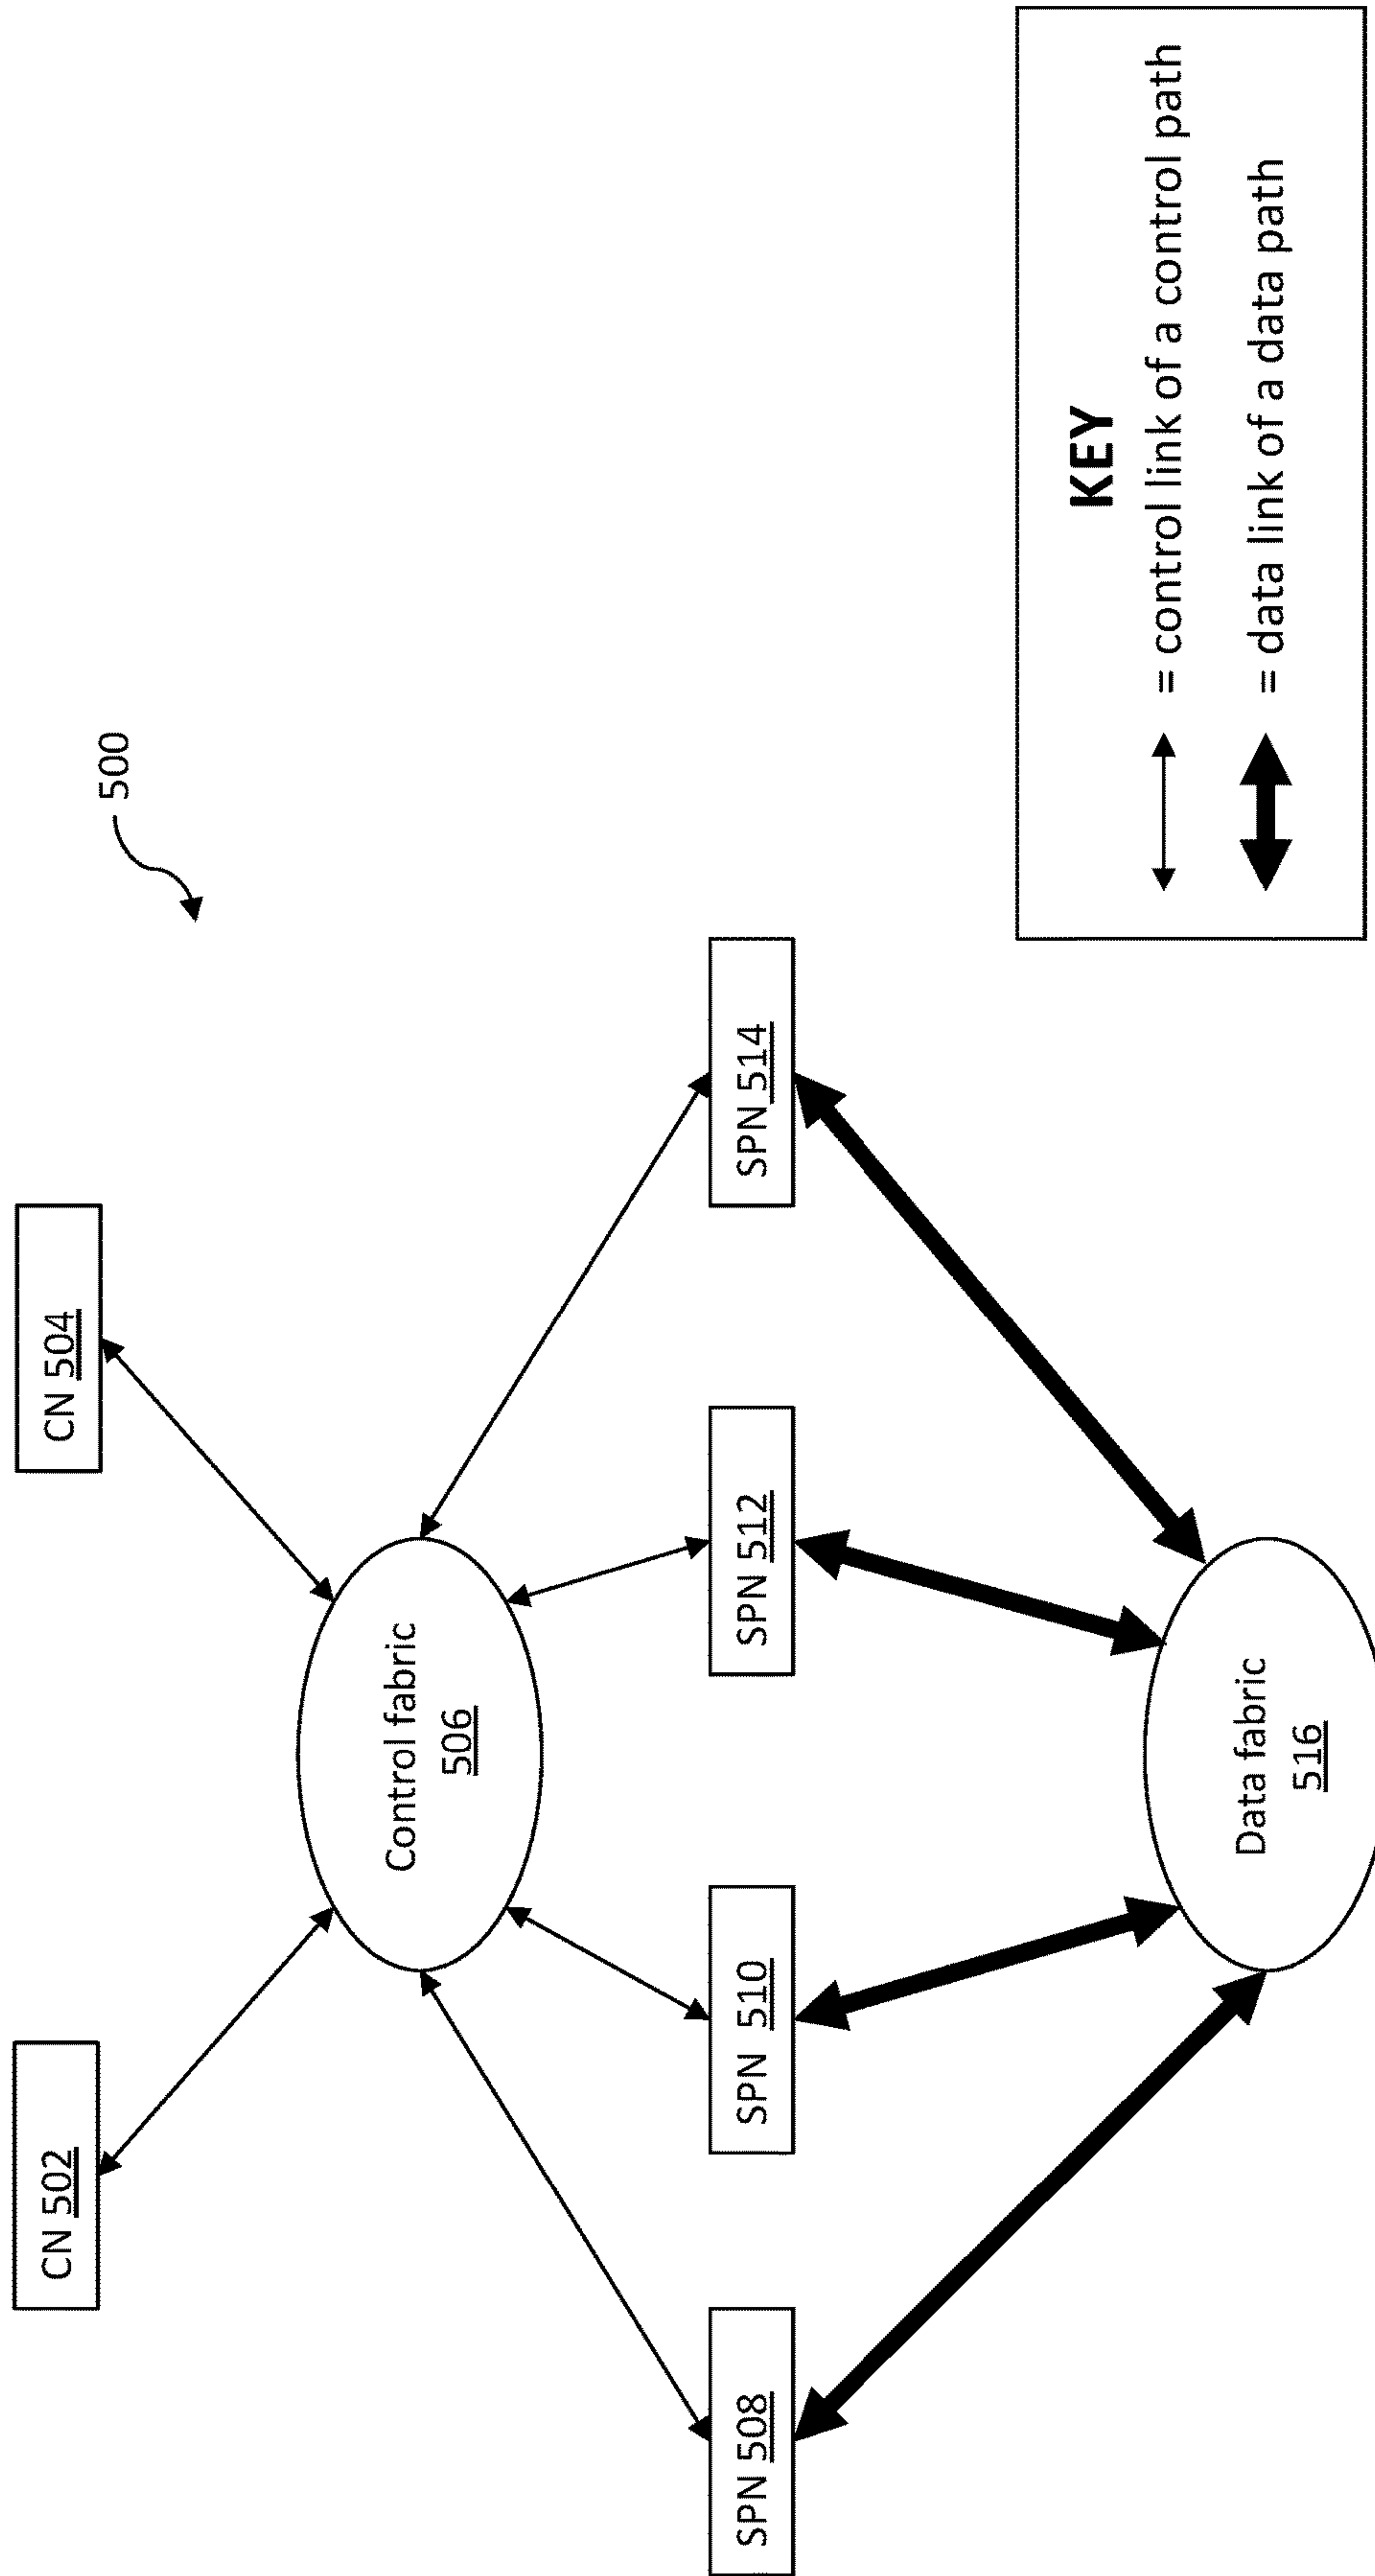 500
CN 502
CN 504
Control fabric
506
SPN 508
SPN 510
SPN 512
SPN 514
Data fabric
516
KEY
= control link of a control path
= data link of a data path